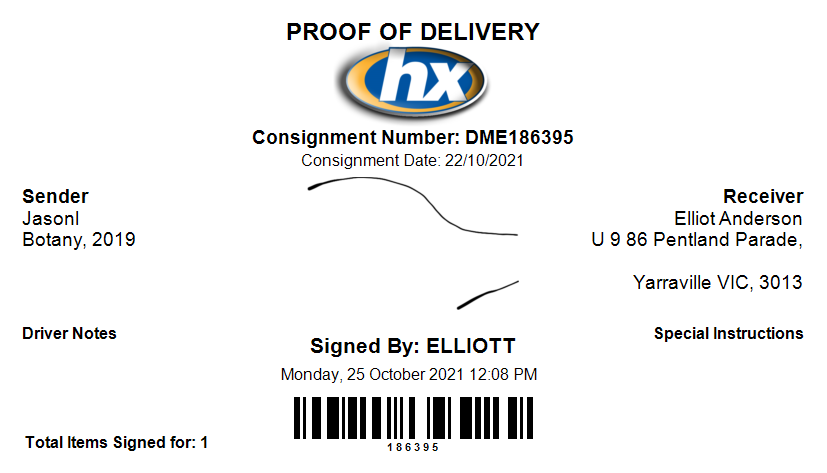 PROOF OF DELIVERY
hx
Consignment Number: DME186395
Consignment Date: 22/10/2021
Sender
JasonI
Botany, 2019
Receiver
Elliot Anderson
U 9 86 Pentland Parade,
Yarraville VIC, 3013
Driver Notes
Special Instructions
Signed By: ELLIOTT
Monday, 25 October 2021 12:08 PM
186395
Total Items Signed for: 1